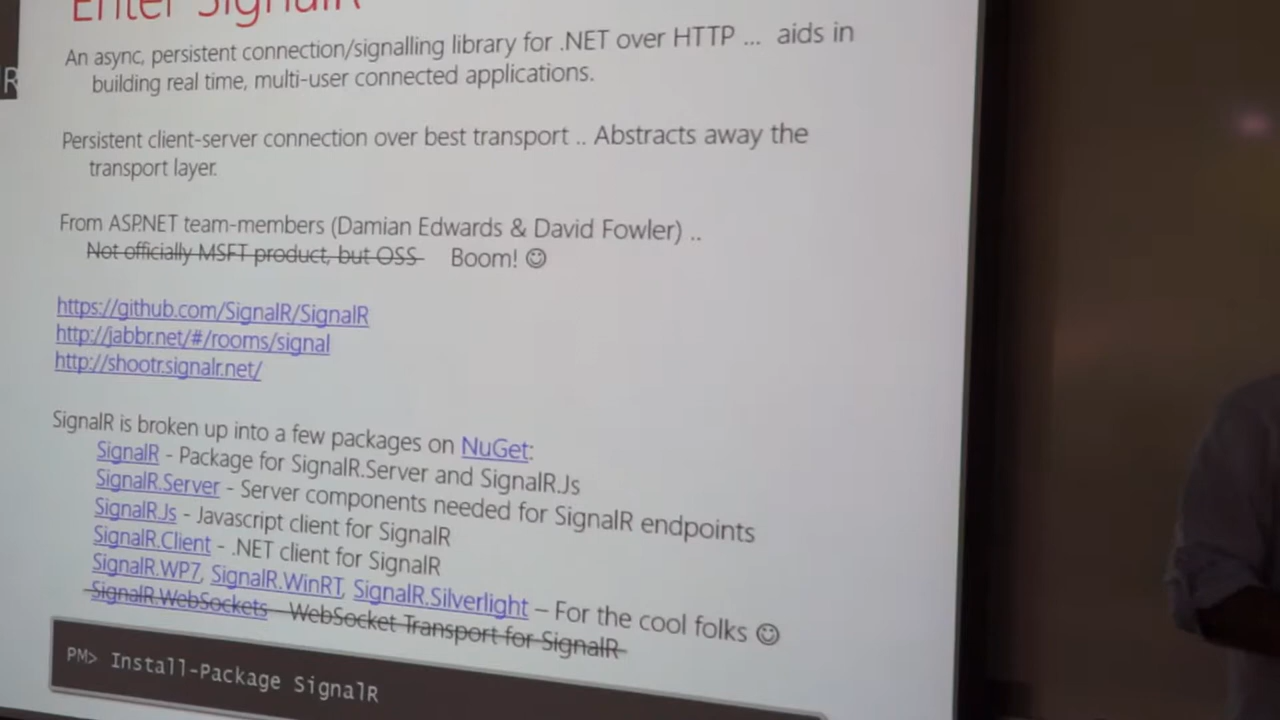 Enter SignalR
An async, persistent connection/signalling library for .NET over HTTP ... aids in
building real time, multi-user connected applications.
Persistent client-server connection over best transport .. Abstracts away the
transport layer.
From ASP.NET team-members (Damian Edwards & David Fowler) ..
Not officially MSFT product, but OSS Boom! ☺
https://github.com/SignalR/SignalR
http://jabbr.net/#/rooms/signal
http://shootr.signalr.net/
SignalR is broken up into a few packages on NuGet:
SignalR - Package for SignalR.Server and SignalR.Js
SignalR.Server - Server components needed for SignalR endpoints
SignalR.Js - Javascript client for SignalR
SignalR.Client - .NET client for SignalR
SignalR.WP7, SignalR.WinRT, SignalR.Silverlight – For the cool folks ☺
SignalR.WebSockets - WebSocket Transport for SignalR
PM> Install-Package SignalR